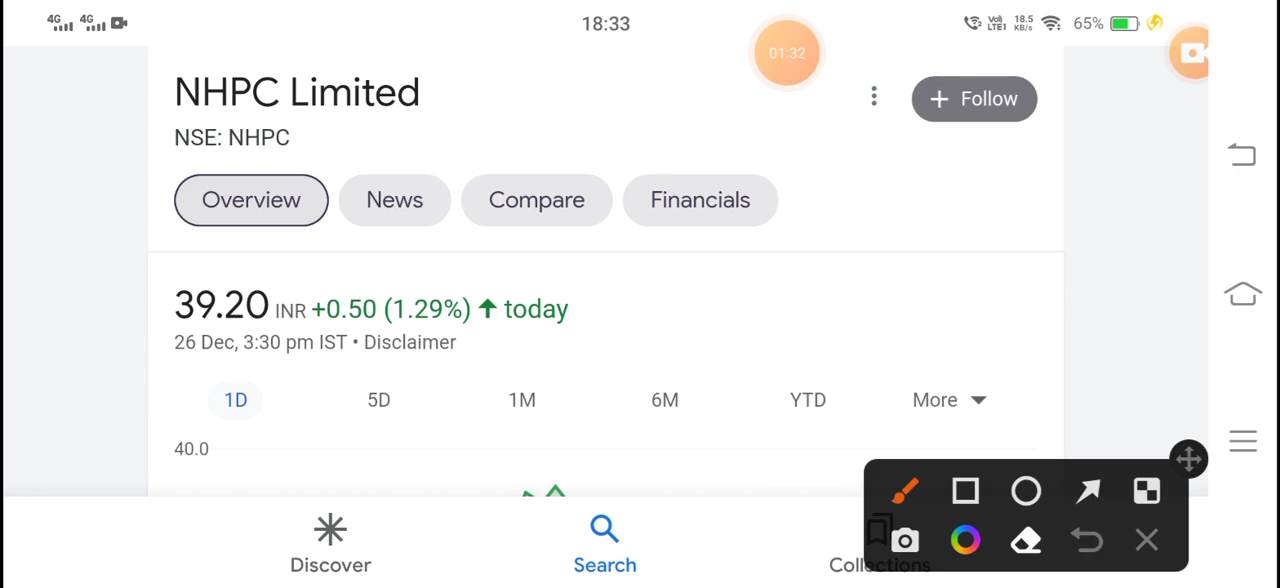 4G 4G 18:33 01:32 Vol) LTE1 18.5 KB/s 65%
NHPC Limited
+ Follow
NSE: NHPC
Overview News Compare Financials
39.20 INR +0.50 (1.29%) today
26 Dec, 3:30 pm IST • Disclaimer
1D 5D 1M 6M YTD More
40.0
Discover Search Collections